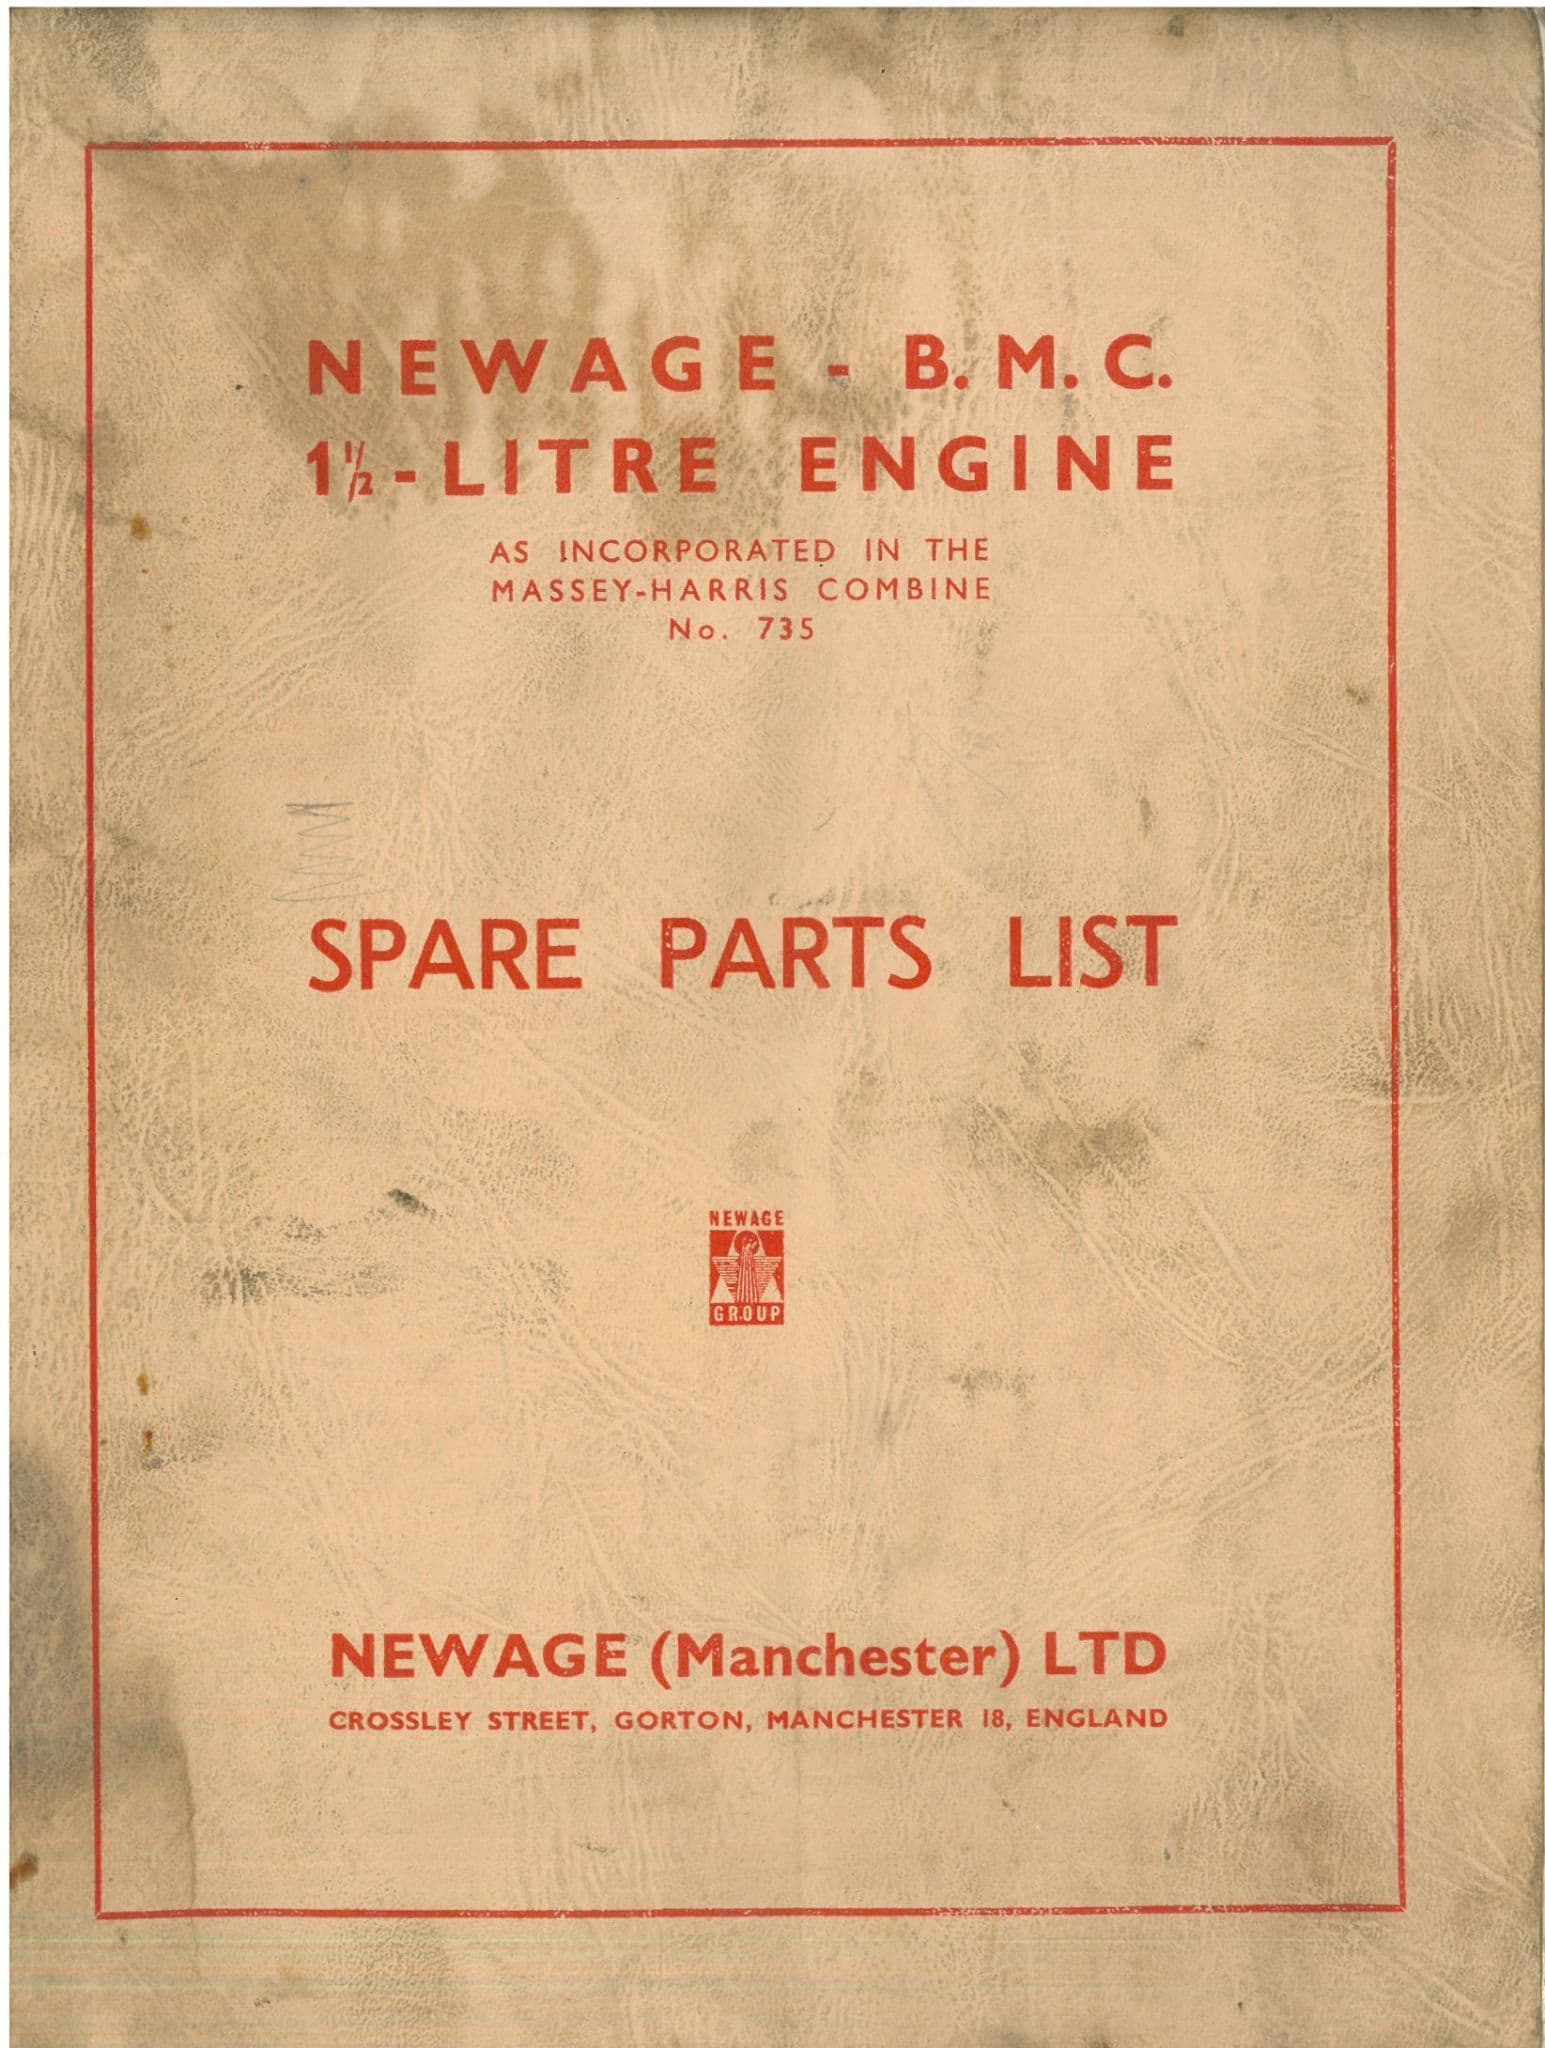 NEWAGE - B.M.C.
1½-LITRE ENGINE
AS INCORPORATED IN THE
MASSEY-HARRIS COMBINE
No. 735
SPARE PARTS LIST
NEWAGE
GROUP
NEWAGE (Manchester) LTD
CROSSLEY STREET, GORTON, MANCHESTER 18, ENGLAND